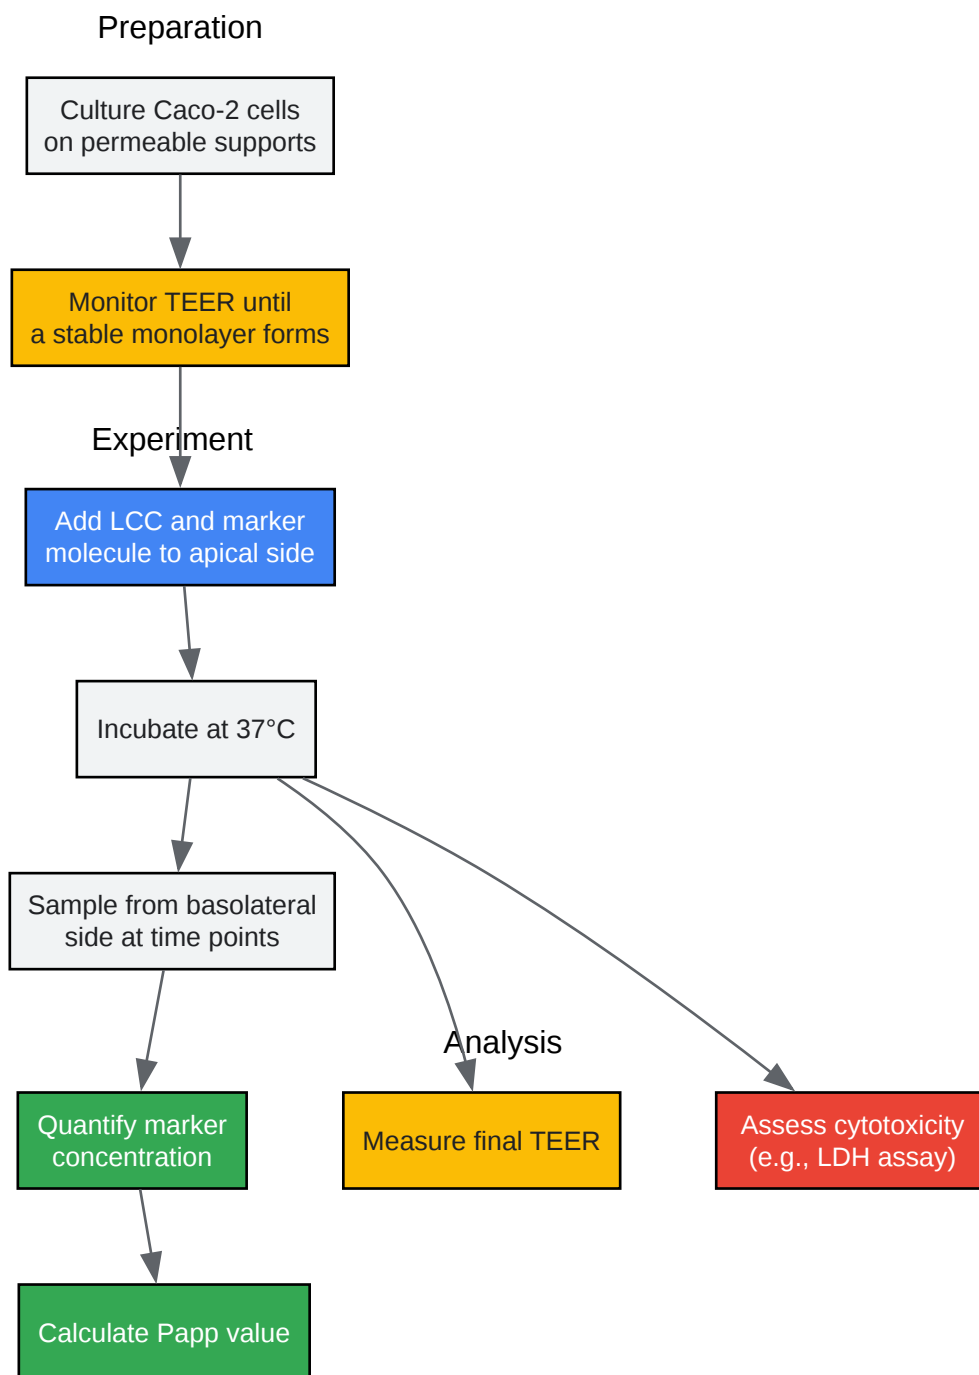 Preparation
Culture Caco-2 cells
on permeable supports
Monitor TEER until
a stable monolayer forms
Experiment
Add LCC and marker
molecule to apical side
Incubate at 37°C
Sample from basolateral
side at time points
Analysis
Quantify marker
concentration
Measure final TEER
Assess cytotoxicity
(e.g., LDH assay)
Calculate Papp value